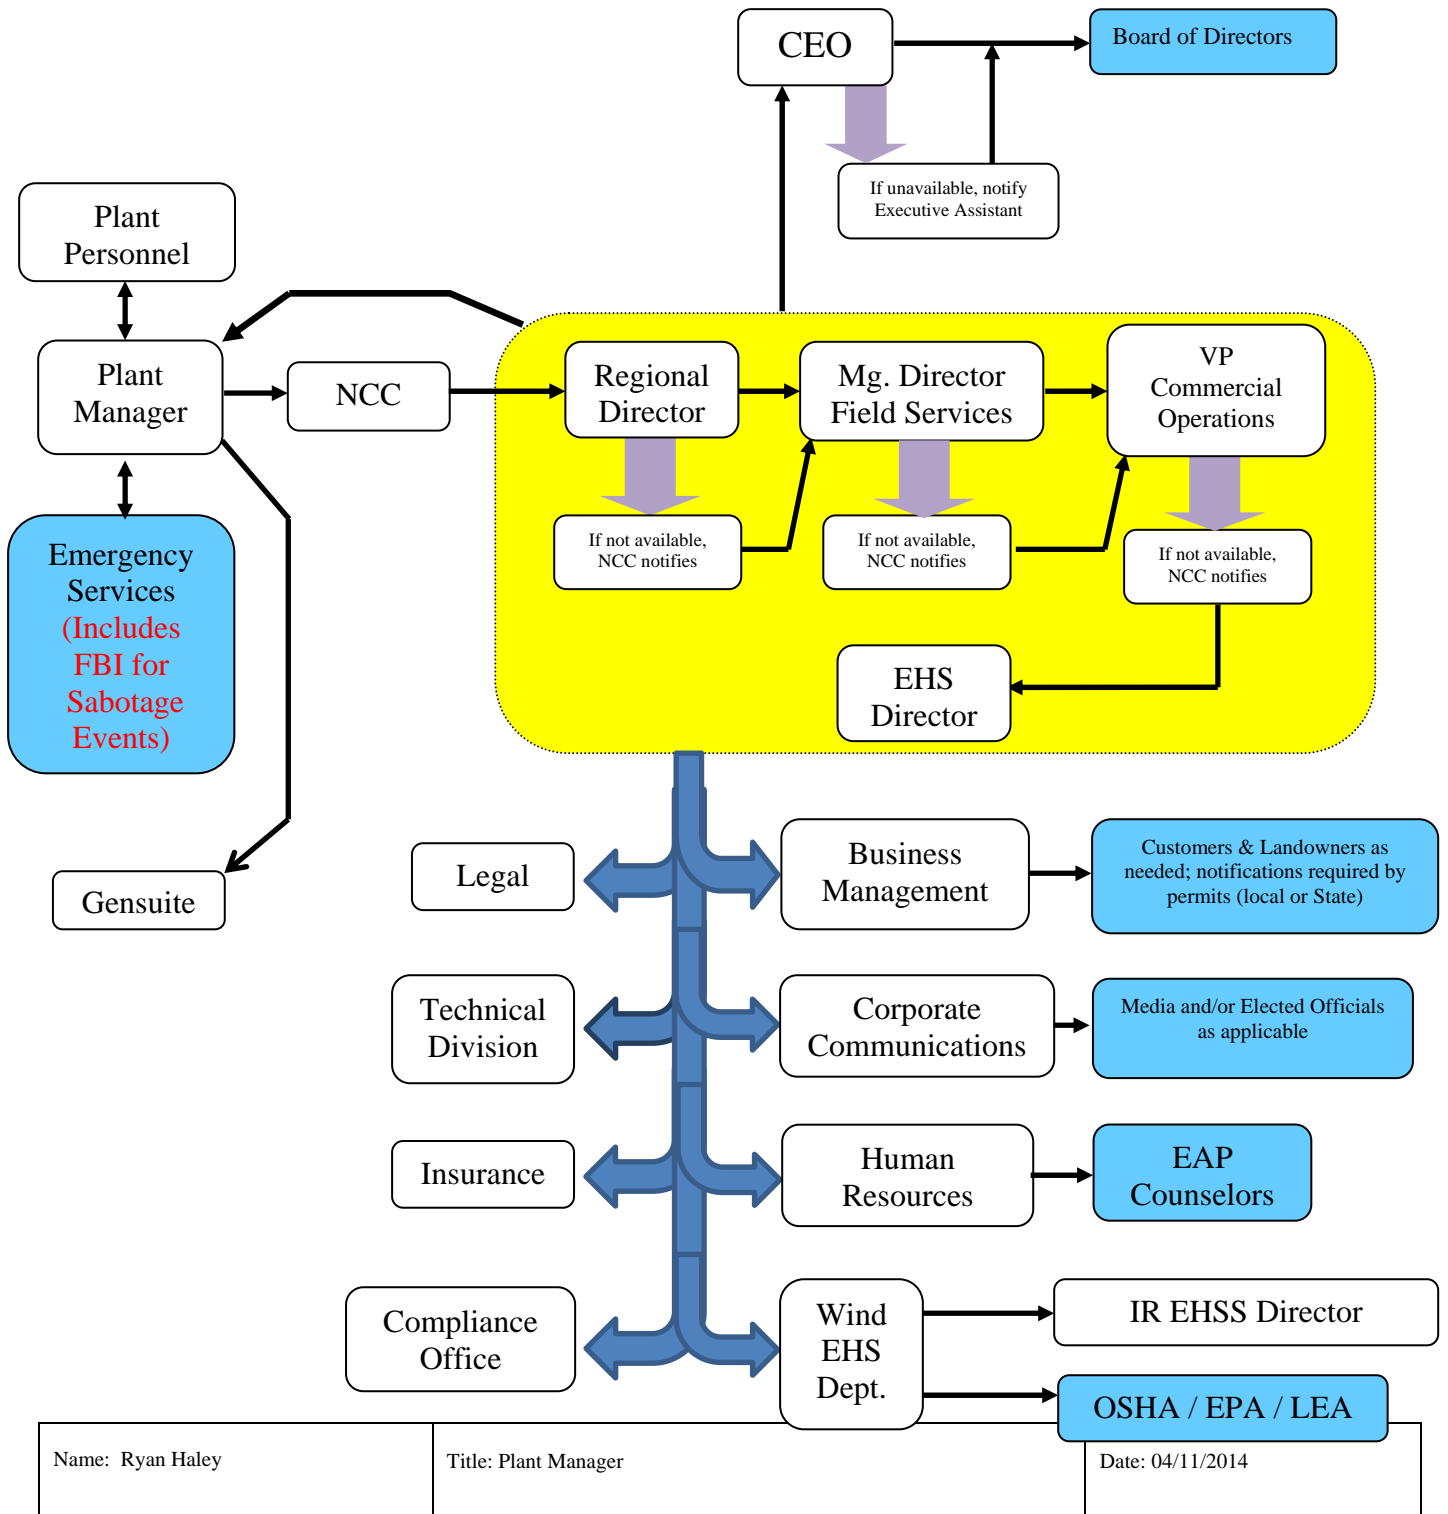 CEO
Board of Directors
If unavailable, notify
Executive Assistant
Plant
Personnel
Plant
Manager
NCC
Regional
Director
Mg. Director
Field Services
VP
Commercial
Operations
If not available,
NCC notifies
If not available,
NCC notifies
If not available,
NCC notifies
EHS
Director
Emergency
Services
(Includes
FBI for
Sabotage
Events)
Gensuite
Legal
Business
Management
Customers & Landowners as
needed; notifications required by
permits (local or State)
Technical
Division
Corporate
Communications
Media and/or Elected Officials
as applicable
Insurance
Human
Resources
EAP
Counselors
Compliance
Office
Wind
EHS
Dept.
IR EHSS Director
OSHA / EPA / LEA
Name: Ryan Haley
Title: Plant Manager
Date: 04/11/2014